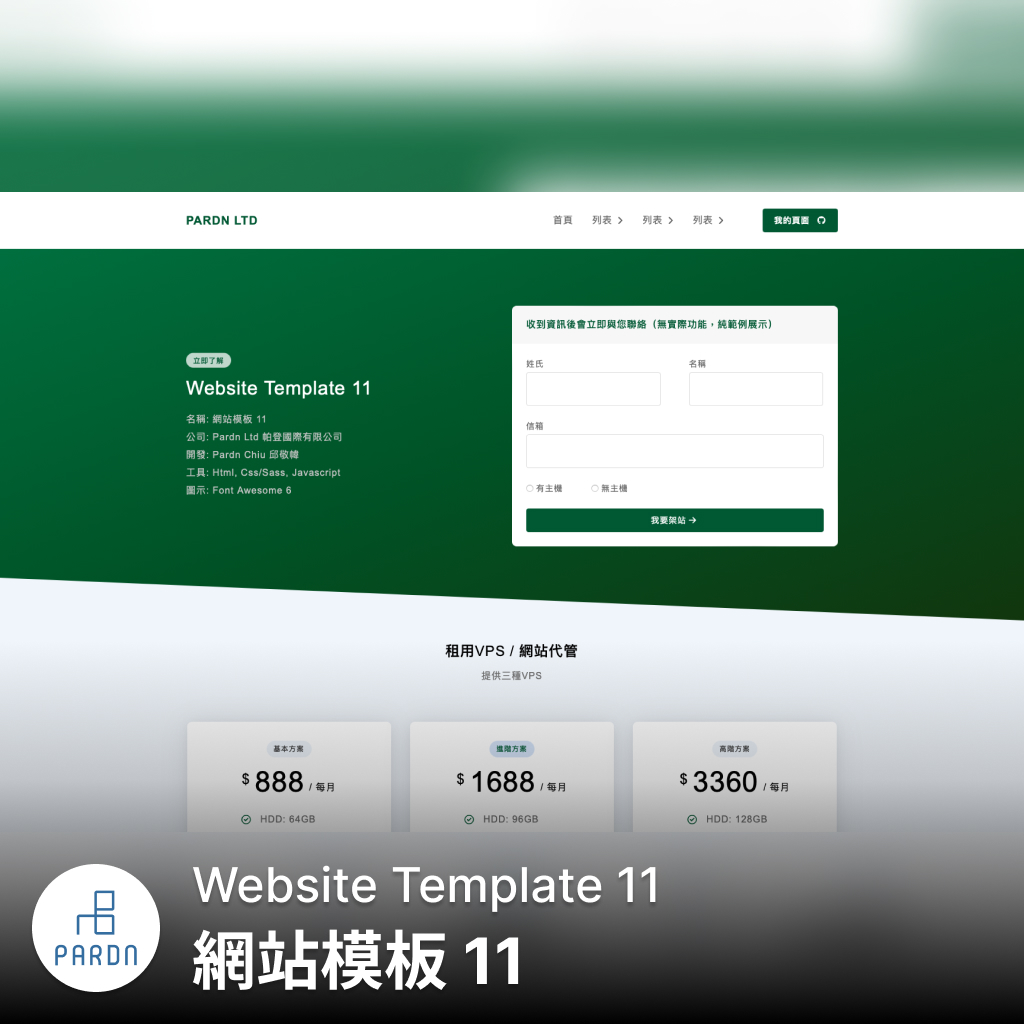 PARDN LTD
首頁 列表 列表 列表 我的頁面
立即了解
Website Template 11
名稱: 網站模板 11
公司: Pardn Ltd 帕登國際有限公司
開發: Pardn Chiu 邱敬幃
工具: Html, Css/Sass, Javascript
圖示: Font Awesome 6
收到資訊後會立即與您聯絡（無實際功能，純範例展示）
姓氏 名稱
信箱
有主機 無主機
我要架站
租用VPS / 網站代管
提供三種VPS
基本方案
$ 888 / 每月
HDD: 64GB
進階方案
$ 1688 / 每月
HDD: 96GB
高階方案
$ 3360 / 每月
HDD: 128GB
PARDN
Website Template 11
網站模板 11